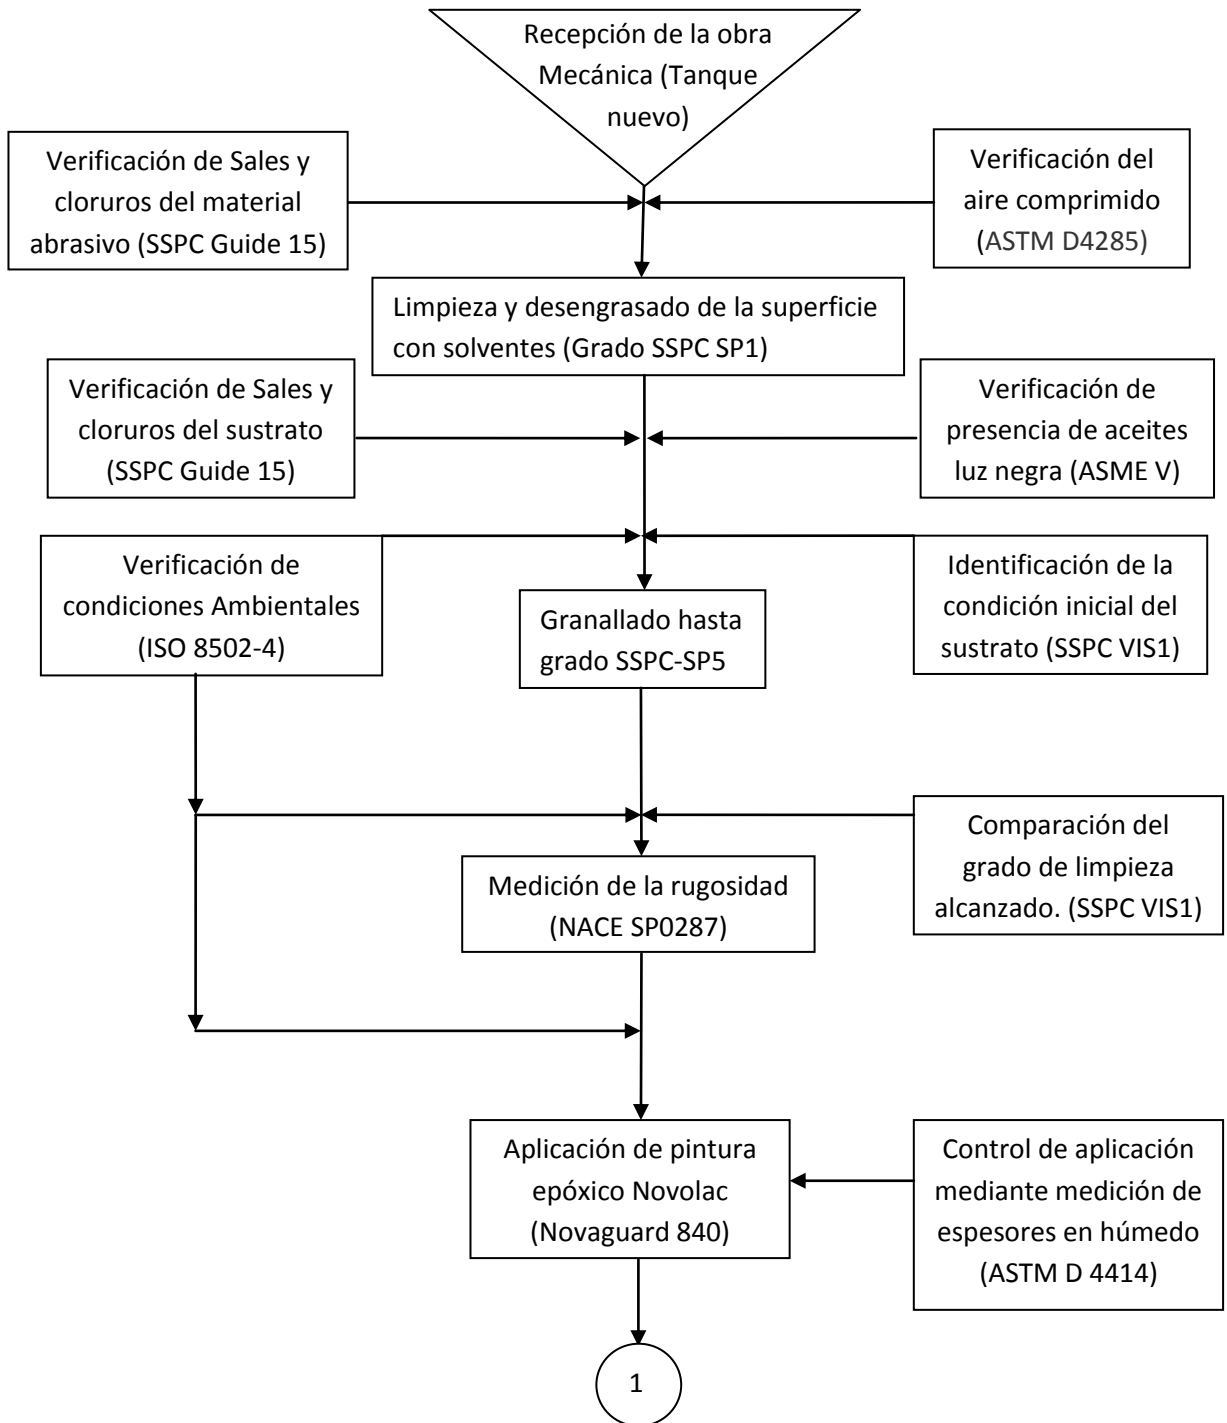 Recepción de la obra
Mecánica (Tanque
nuevo)
Verificación de Sales y
cloruros del material
abrasivo (SSPC Guide 15)
Verificación del
aire comprimido
(ASTM D4285)
Limpieza y desengrasado de la superficie
con solventes (Grado SSPC SP1)
Verificación de Sales y
cloruros del sustrato
(SSPC Guide 15)
Verificación de
presencia de aceites
luz negra (ASME V)
Verificación de
condiciones Ambientales
(ISO 8502-4)
Identificación de la
condición inicial del
sustrato (SSPC VIS1)
Granallado hasta
grado SSPC-SP5
Comparación del
grado de limpieza
alcanzado. (SSPC VIS1)
Medición de la rugosidad
(NACE SP0287)
Aplicación de pintura
epóxico Novolac
(Novaguard 840)
Control de aplicación
mediante medición de
espesores en húmedo
(ASTM D 4414)
1